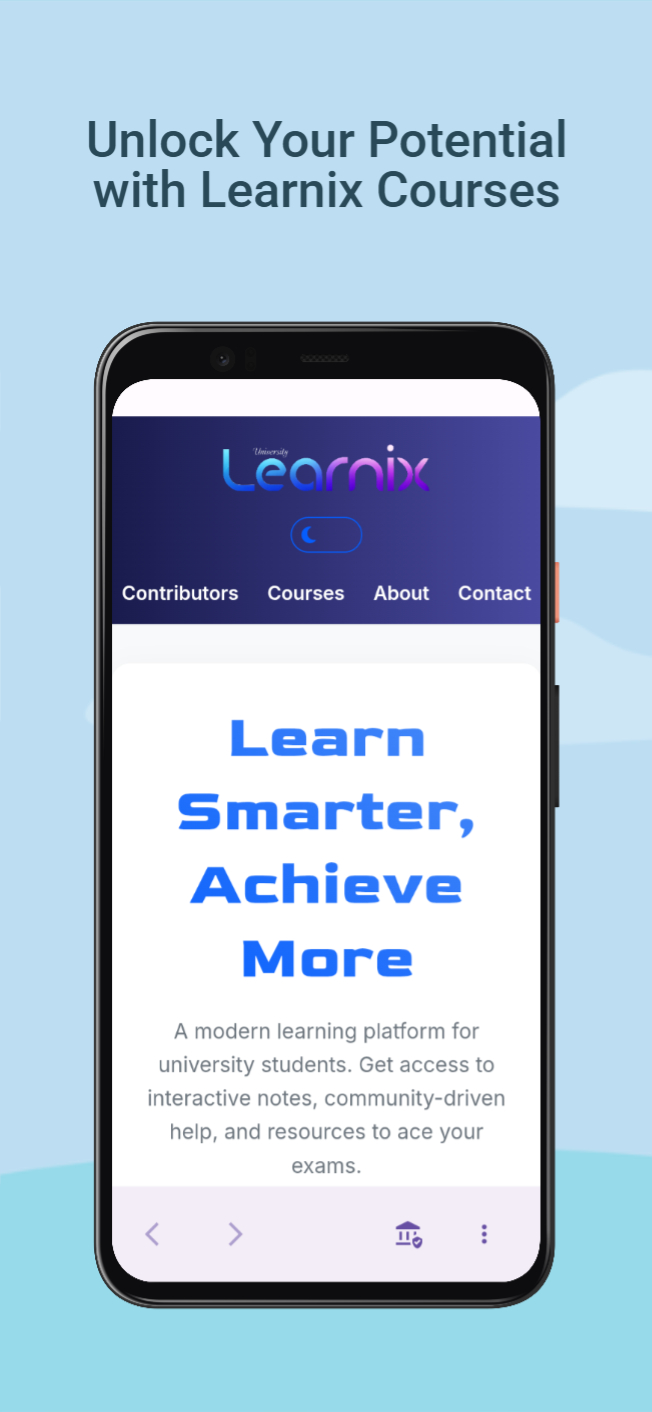 Unlock Your Potential
with Learnix Courses
University
Learnix
Contributors Courses About Contact
Learn
Smarter,
Achieve
More
A modern learning platform for
university students. Get access to
interactive notes, community-driven
help, and resources to ace your
exams.